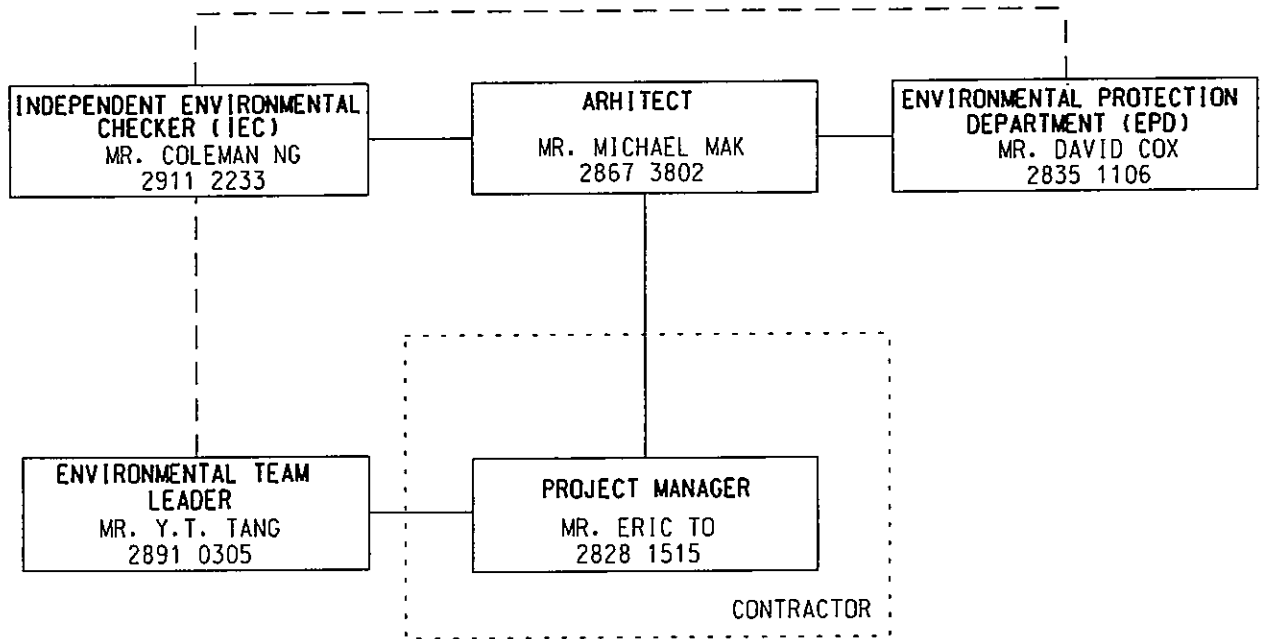 INDEPENDENT ENVIRONMENTAL
CHECKER (IEC)
MR. COLEMAN NG
2911 2233
ARHITECT
MR. MICHAEL MAK
2867 3802
ENVIRONMENTAL PROTECTION
DEPARTMENT (EPD)
MR. DAVID COX
2835 1106
ENVIRONMENTAL TEAM
LEADER
MR. Y.T. TANG
2891 0305
PROJECT MANAGER
MR. ERIC TO
2828 1515
CONTRACTOR